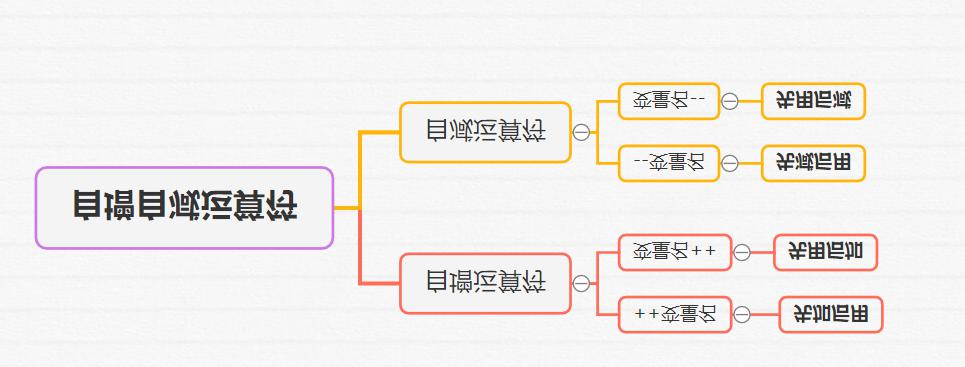 变量名--
先用后减
自减运算符
--变量名
先减后用
自增自减运算符
变量名++
先用后加
自增运算符
++变量名
先加后用